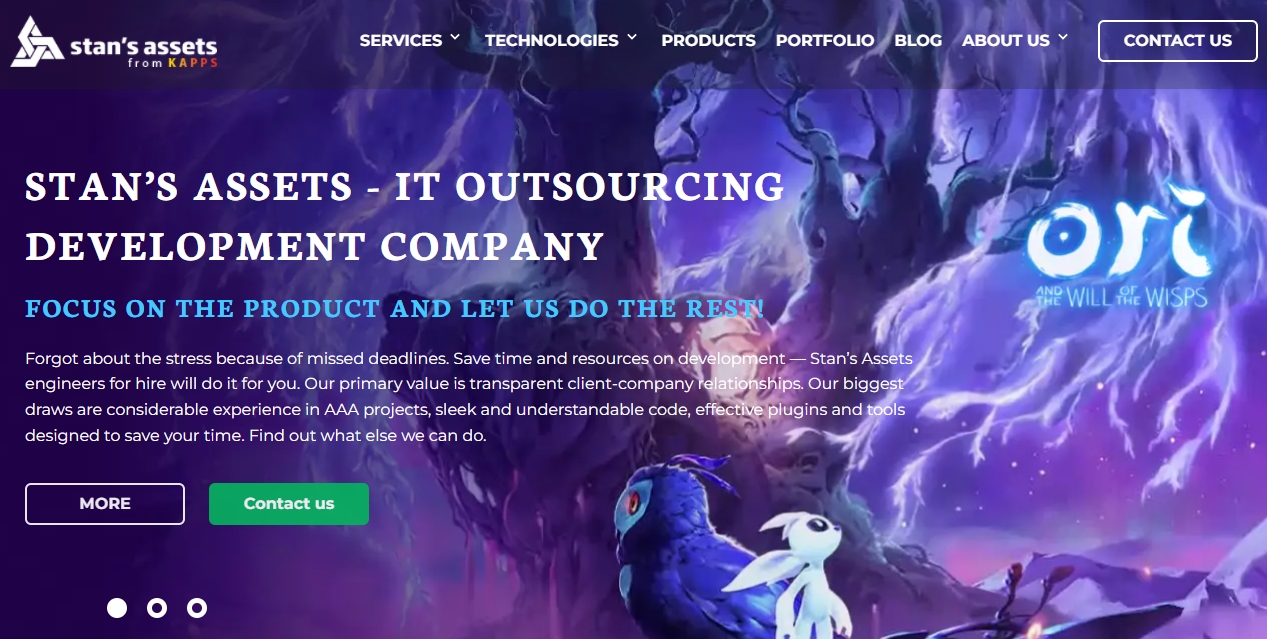 stan's assets
from KAPPS
SERVICES
TECHNOLOGIES
PRODUCTS
PORTFOLIO
BLOG
ABOUT US
CONTACT US
STAN’S ASSETS - IT OUTSOURCING
DEVELOPMENT COMPANY
FOCUS ON THE PRODUCT AND LET US DO THE REST!
Forgot about the stress because of missed deadlines. Save time and resources on development — Stan’s Assets
engineers for hire will do it for you. Our primary value is transparent client-company relationships. Our biggest
draws are considerable experience in AAA projects, sleek and understandable code, effective plugins and tools
designed to save your time. Find out what else we can do.
MORE
Contact us
ori
AND THE WILL OF THE WISPS